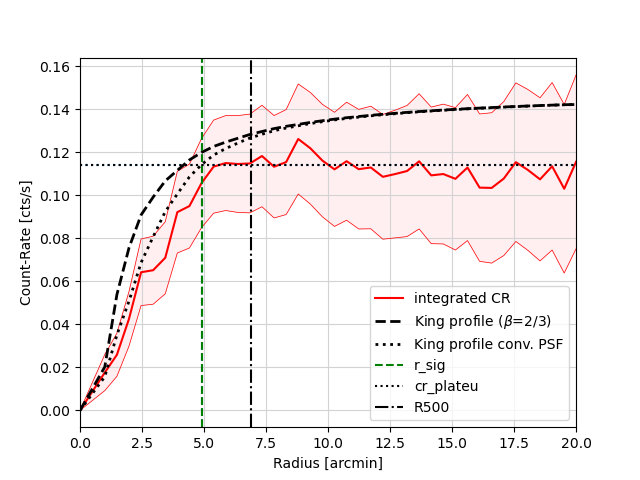 0.16
0.14
0.12
0.10
0.08
0.06
0.04
0.02
0.00
Count-Rate [cts/s]
integrated CR
King profile (β=2/3)
King profile conv. PSF
r_sig
cr_plateu
R500
0.0 2.5 5.0 7.5 10.0 12.5 15.0 17.5 20.0
Radius [arcmin]